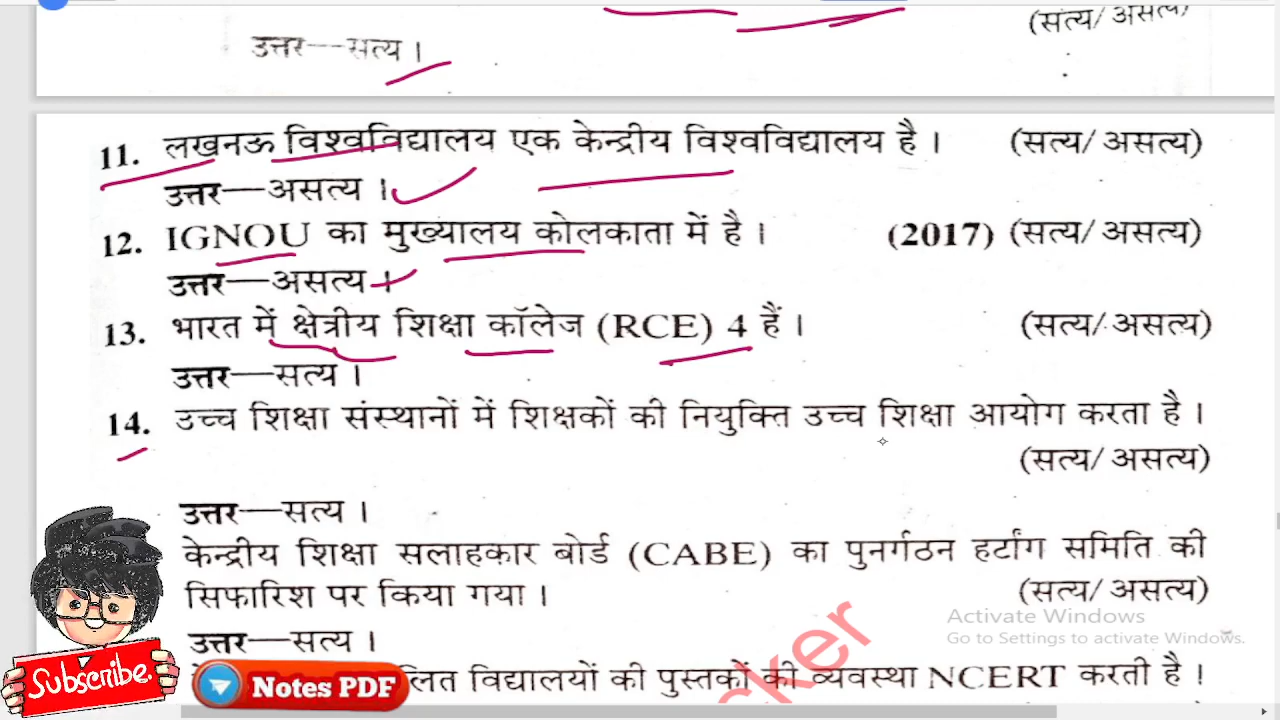 (सत्य/ असत्य)
उत्तर—सत्य ।
11. लखनऊ विश्वविद्यालय एक केन्द्रीय विश्वविद्यालय है । (सत्य/ असत्य)
उत्तर—असत्य ।
12. IGNOU का मुख्यालय कोलकाता में है । (2017) (सत्य/ असत्य)
उत्तर—असत्य ।
13. भारत में क्षेत्रीय शिक्षा कॉलेज (RCE) 4 हैं । (सत्य/ असत्य)
उत्तर—सत्य ।
14. उच्च शिक्षा संस्थानों में शिक्षकों की नियुक्ति उच्च शिक्षा आयोग करता है ।
(सत्य/ असत्य)
उत्तर—सत्य ।
केन्द्रीय शिक्षा सलाहकार बोर्ड (CABE) का पुनर्गठन हर्टांग समिति की
सिफारिश पर किया गया । (सत्य/ असत्य)
Activate Windows
Go to Settings to activate Windows.
उत्तर—सत्य ।
विद्यालयों की पुस्तकों की व्यवस्था NCERT करती है ।
Subscribe.
Notes PDF